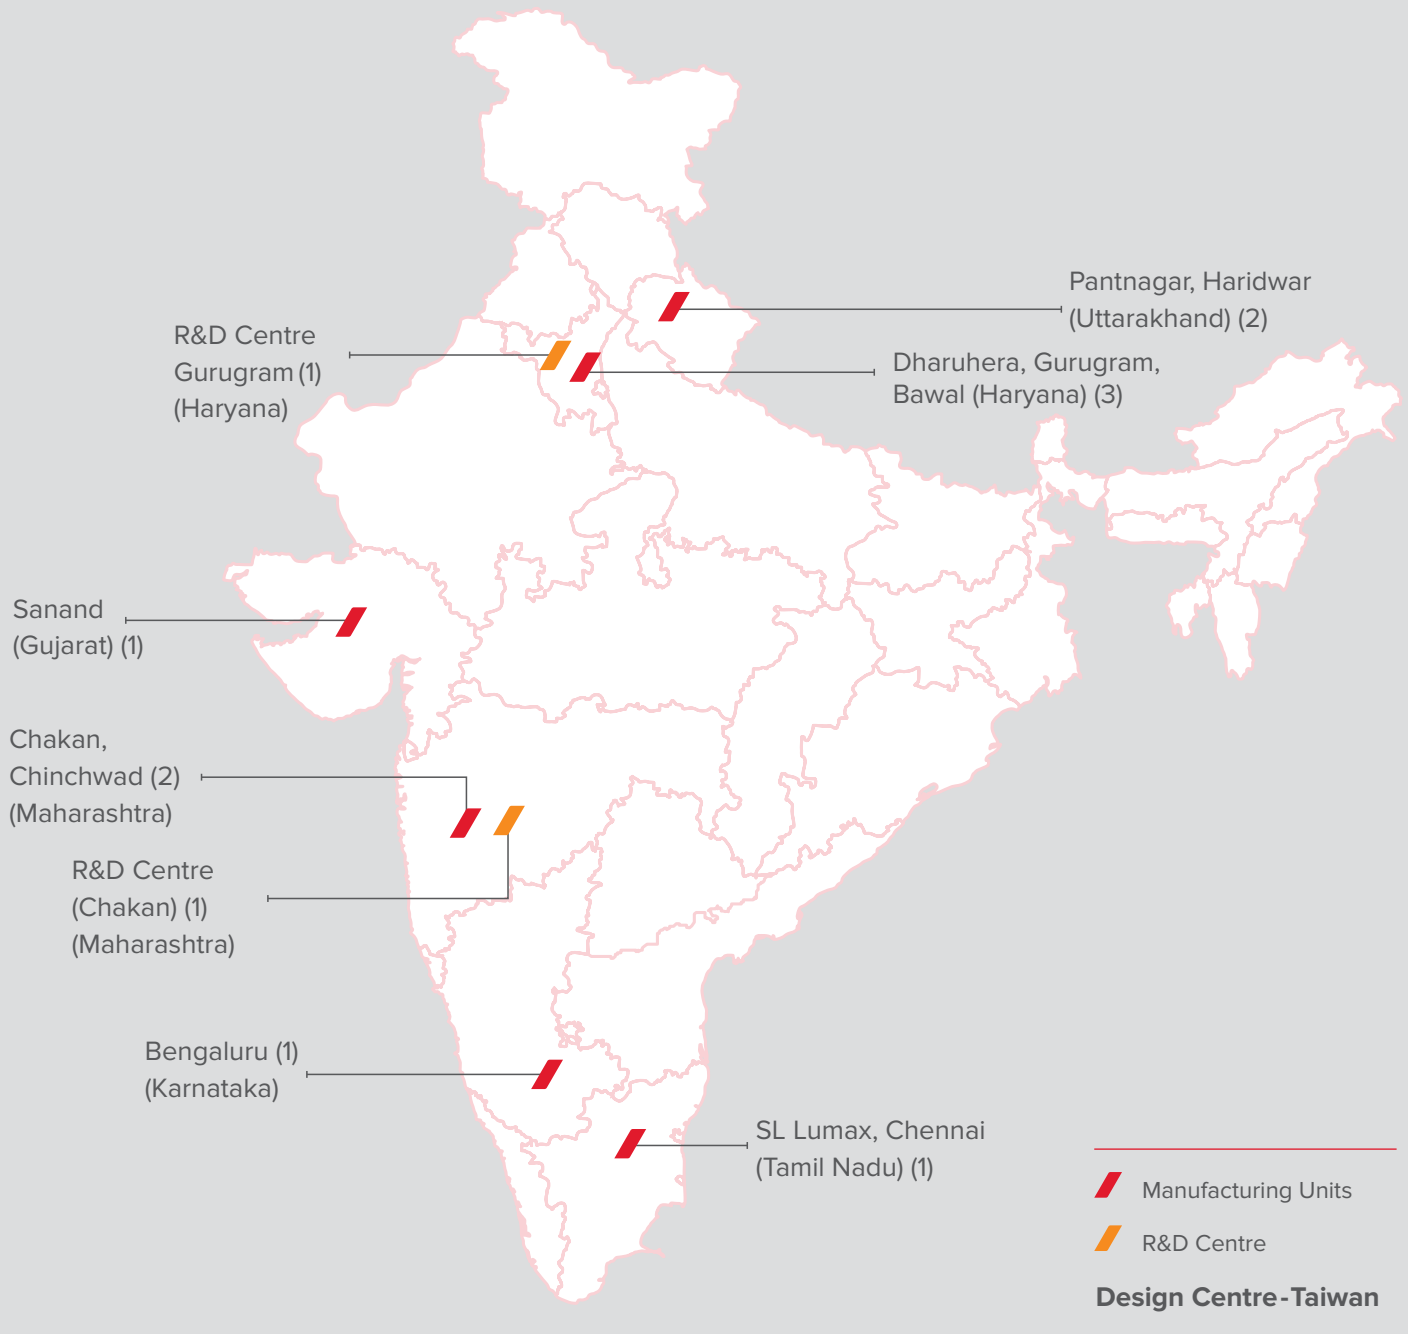 Pantnagar, Haridwar
(Uttarakhand) (2)
R&D Centre
Gurugram (1)
(Haryana)
Dharuhera, Gurugram,
Bawal (Haryana) (3)
Sanand
(Gujarat) (1)
Chakan,
Chinchwad (2)
(Maharashtra)
R&D Centre
(Chakan) (1)
(Maharashtra)
Bengaluru (1)
(Karnataka)
SL Lumax, Chennai
(Tamil Nadu) (1)
Manufacturing Units
R&D Centre
Design Centre-Taiwan